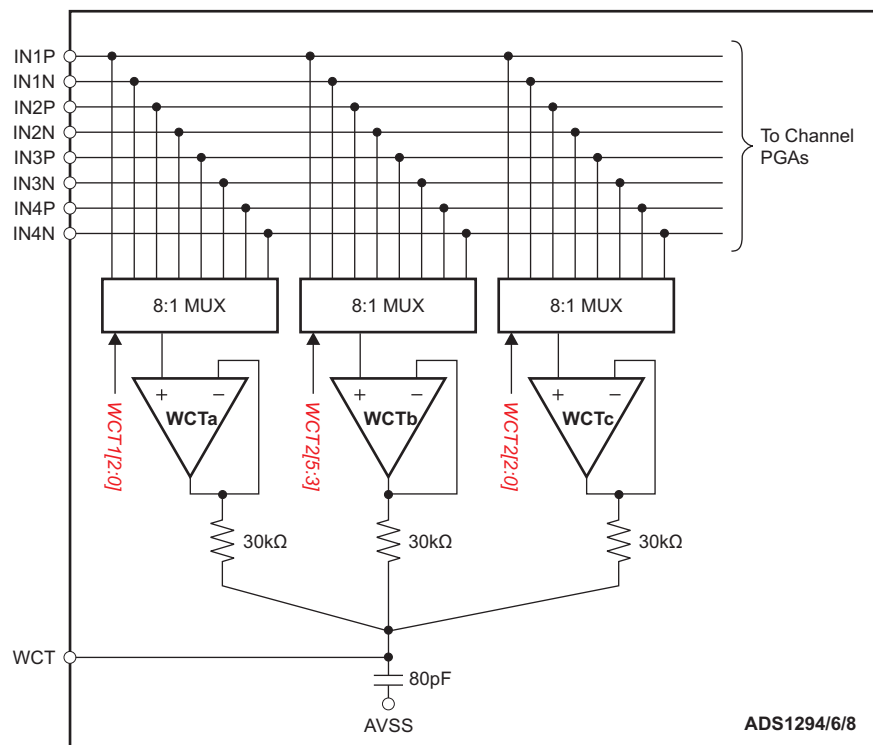 IN1P
IN1N
IN2P
IN2N
IN3P
IN3N
IN4P
IN4N
To Channel
PGAs
8:1 MUX
8:1 MUX
8:1 MUX
+ −
+ −
+ −
WCTa
WCTb
WCTc
WCT1[2:0]
WCT2[5:3]
WCT2[2:0]
30kΩ
30kΩ
30kΩ
WCT
80pF
AVSS
ADS1294/6/8